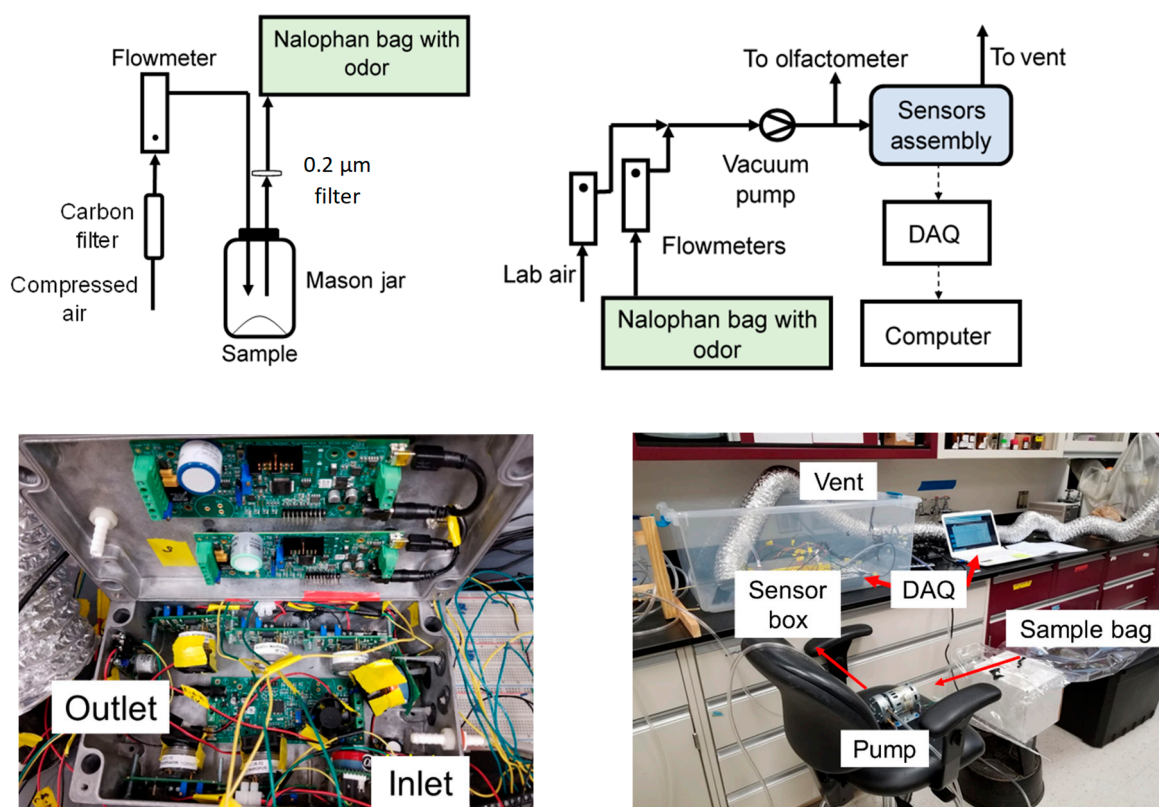 Nalophan bag with
odor
Flowmeter
0.2 µm
filter
Carbon
filter
Compressed
air
Mason jar
Sample
To olfactometer
To vent
Sensors
assembly
Vacuum
pump
Flowmeters
Lab air
DAQ
Nalophan bag with
odor
Computer
Outlet
Inlet
Vent
Sensor
box
DAQ
Sample bag
Pump